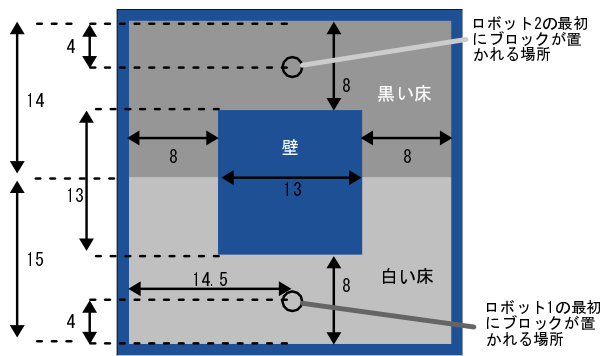 ロボット2の最初
にブロックが置
かれる場所
4
8
14
黒い床
壁
8
8
13
13
15
14.5
8
白い床
4
ロボット1の最初
にブロックが置
かれる場所